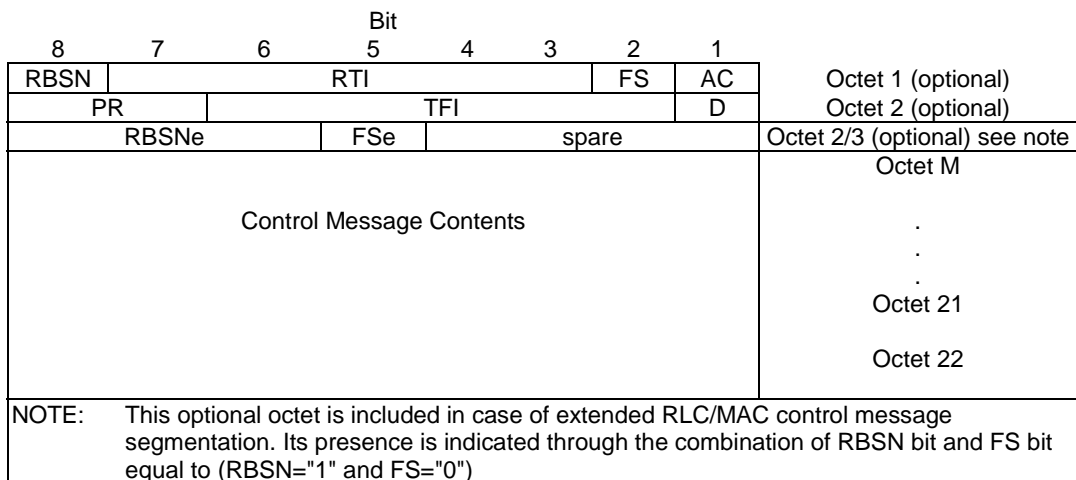 Bit
8 7 6 5 4 3 2 1
RBSN RTI FS AC Octet 1 (optional)
PR TFI D Octet 2 (optional)
RBSNe FSe spare Octet 2/3 (optional) see note
Octet M
Control Message Contents .
.
.
Octet 21
Octet 22
NOTE: This optional octet is included in case of extended RLC/MAC control message
segmentation. Its presence is indicated through the combination of RBSN bit and FS bit
equal to (RBSN="1" and FS="0")